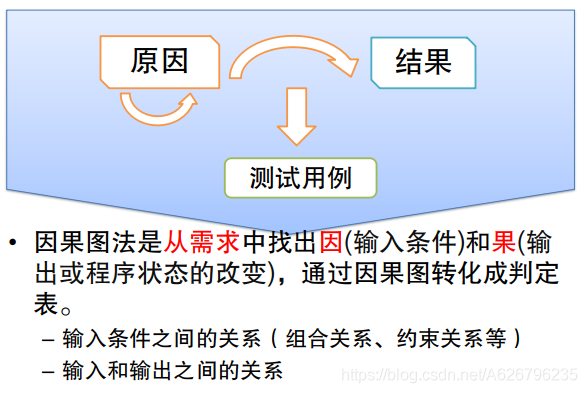 原因
结果
测试用例
• 因果图法是从需求中找出因(输入条件)和果(输
出或程序状态的改变)，通过因果图转化成判定
表。
– 输入条件之间的关系（组合关系、约束关系等）
– 输入和输出之间的关系
https://blog.csdn.net/A626796235